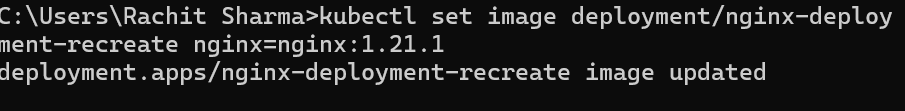 C:\Users\Rachit Sharma>kubectl set image deployment/nginx-deploy
ment-recreate nginx=nginx:1.21.1
deployment.apps/nginx-deployment-recreate image updated